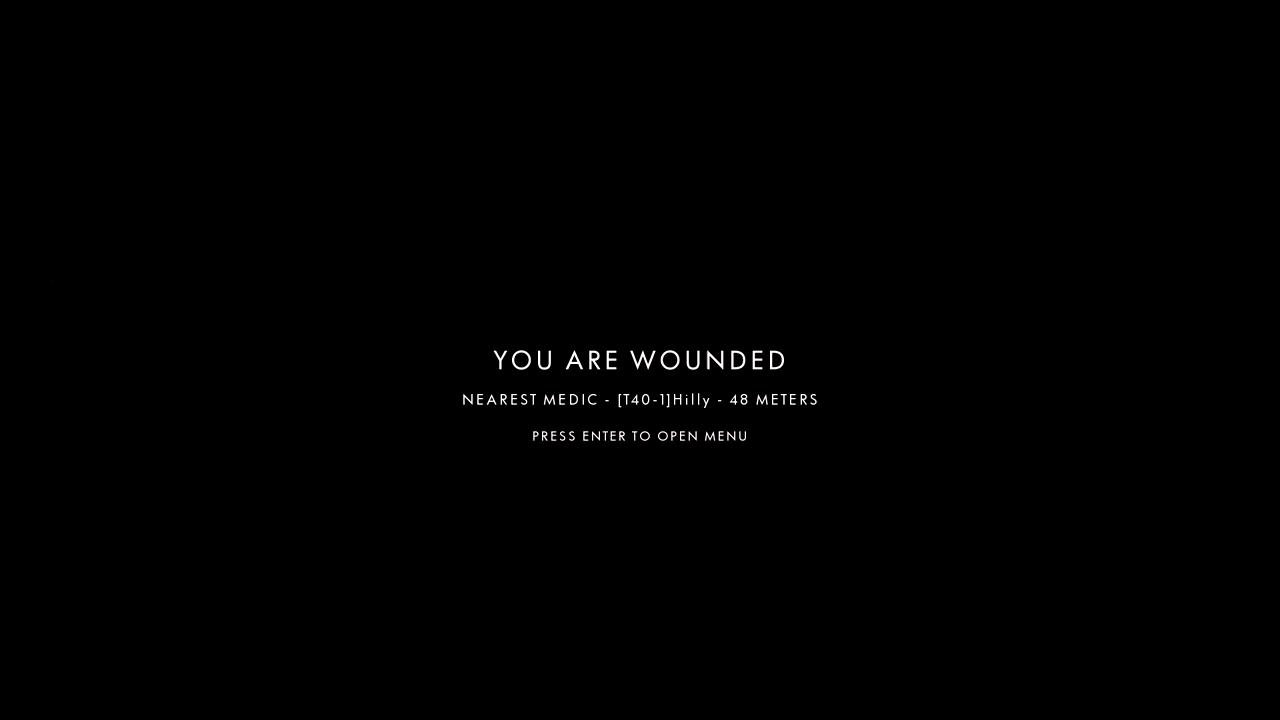 YOU ARE WOUNDED
NEAREST MEDIC - [T40-1]Hilly - 48 METERS
PRESS ENTER TO OPEN MENU